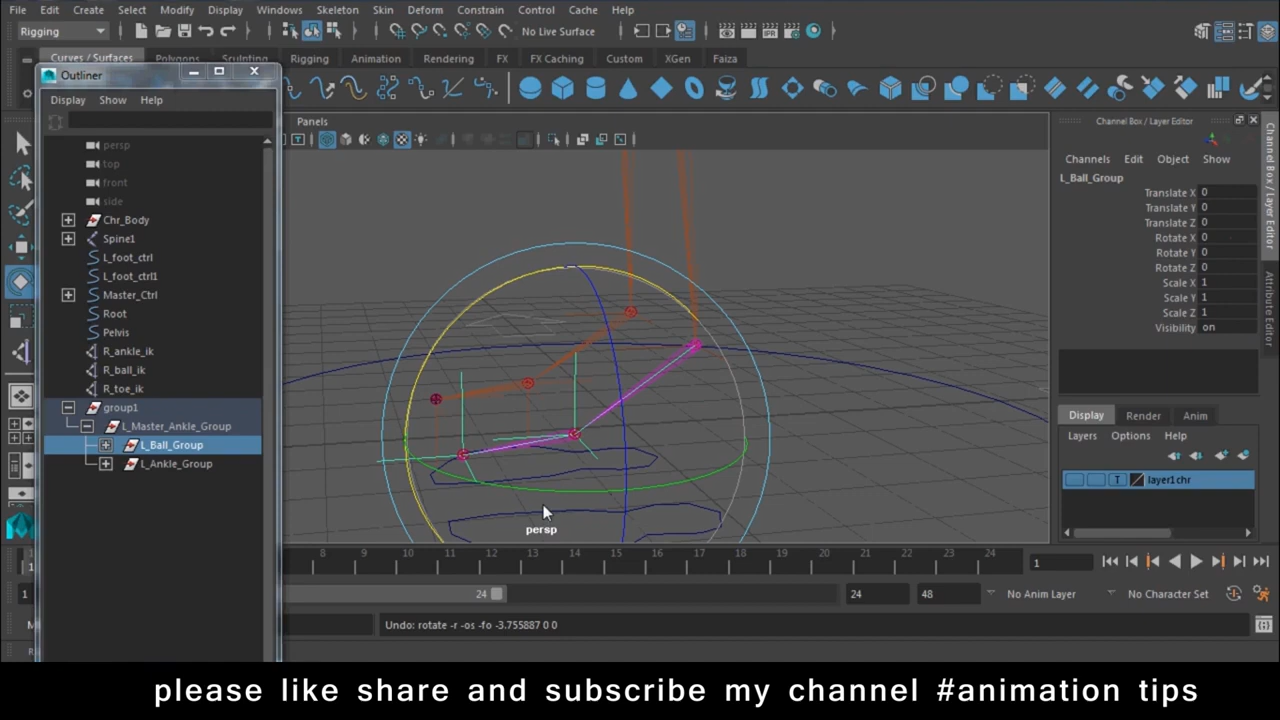 File Edit Create Select Modify Display Windows Skeleton Skin Deform Constrain Control Cache Help
Rigging No Live Surface
Curves / Surfaces Polygons Sculpting Rigging Animation Rendering FX FX Caching Custom XGen Faiza
Outliner
Display Show Help
persp
top
front
side
Chr_Body
Spine1
L_foot_ctrl
L_foot_ctrl1
Master_Ctrl
Root
Pelvis
R_ankle_ik
R_ball_ik
R_toe_ik
group1
L_Master_Ankle_Group
L_Ball_Group
L_Ankle_Group
Panels
persp
Channel Box / Layer Editor
Channels Edit Object Show
L_Ball_Group
Translate X 0
Translate Y 0
Translate Z 0
Rotate X 0
Rotate Y 0
Rotate Z 0
Scale X 1
Scale Y 1
Scale Z 1
Visibility on
Display Render Anim
Layers Options Help
T layer1chr
Channel Box / Layer Editor
Attribute Editor
8 9 10 11 12 13 14 15 16 17 18 19 20 21 22 23 24 1
1 24 24 48 No Anim Layer No Character Set
Undo: rotate -r -os -fo -3.755887 0 0
please like share and subscribe my channel #animation tips